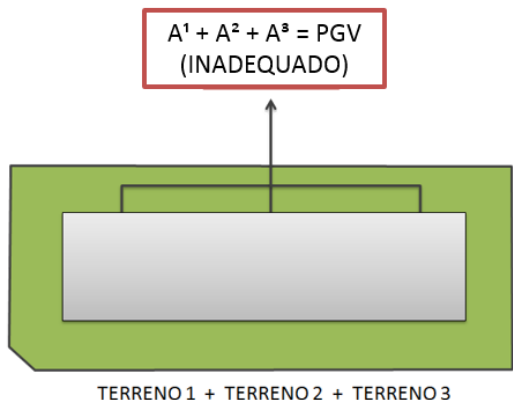 A¹ + A² + A³ = PGV
(INADEQUADO)
TERRENO 1 + TERRENO 2 + TERRENO 3